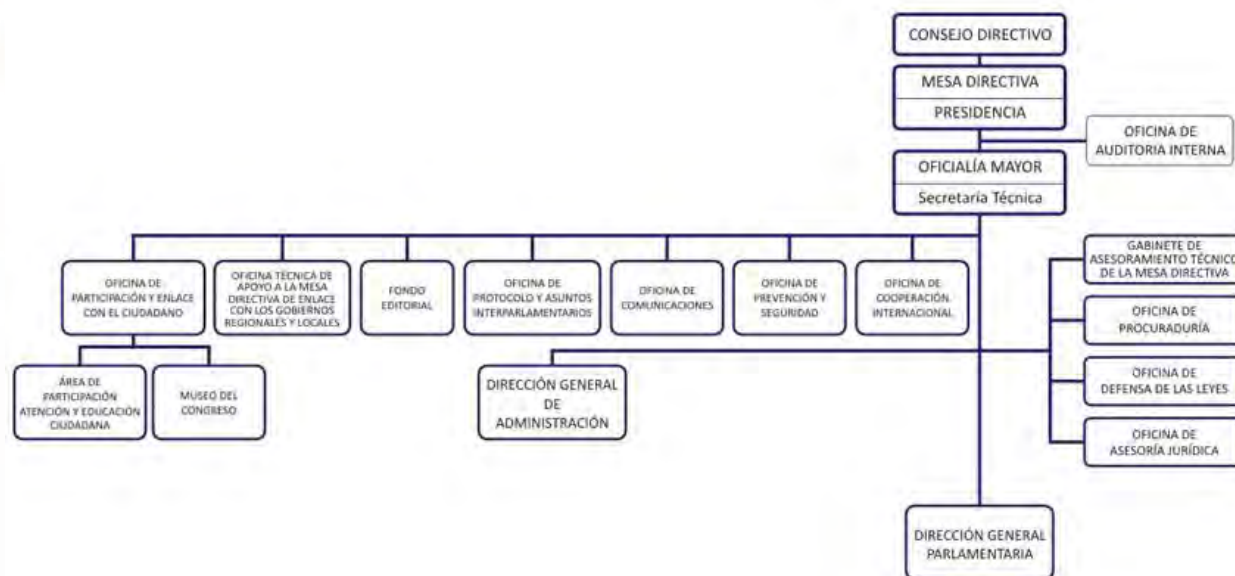 CONSEJO DIRECTIVO
MESA DIRECTIVA
PRESIDENCIA
OFICINA DE
AUDITORIA INTERNA
OFICIALÍA MAYOR
Secretaría Técnica
OFICINA DE
PARTICIPACIÓN Y ENLACE
CON EL CIUDADANO
OFICINA TÉCNICA DE
APOYO A LA MESA
DIRECTIVA DE ENLACE
CON LOS GOBIERNOS
REGIONALES Y LOCALES
FONDO
EDITORIAL
OFICINA DE
PROTOCOLO Y ASUNTOS
INTERPARLAMENTARIOS
OFICINA DE
COMUNICACIONES
OFICINA DE
PREVENCIÓN Y
SEGURIDAD
OFICINA DE
COOPERACIÓN
INTERNACIONAL
GABINETE DE
ASESORAMIENTO TÉCNICO
DE LA MESA DIRECTIVA
OFICINA DE
PROCURADURÍA
OFICINA DE
DEFENSA DE LAS LEYES
OFICINA DE
ASESORÍA JURÍDICA
ÁREA DE
PARTICIPACIÓN
ATENCIÓN Y EDUCACIÓN
CIUDADANA
MUSEO DEL
CONGRESO
DIRECCIÓN GENERAL
DE
ADMINISTRACIÓN
DIRECCIÓN GENERAL
PARLAMENTARIA